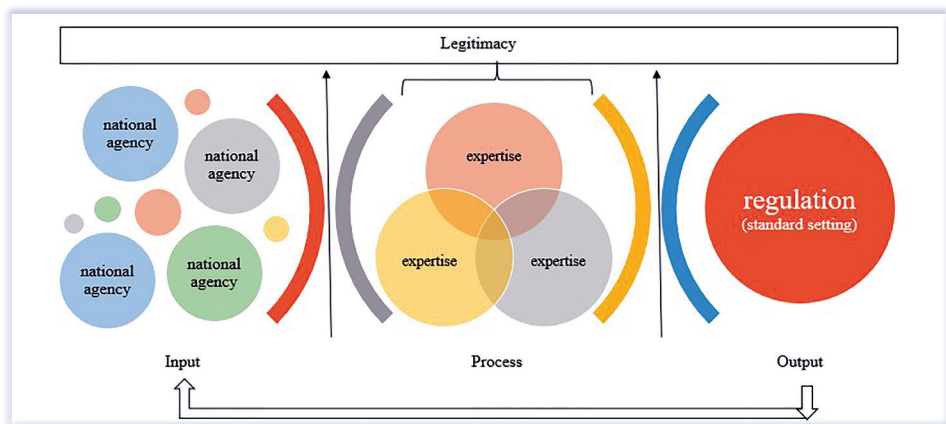 Legitimacy
national
agency
national
agency
national
agency
national
agency
expertise
expertise
expertise
regulation
(standard setting)
Input
Process
Output